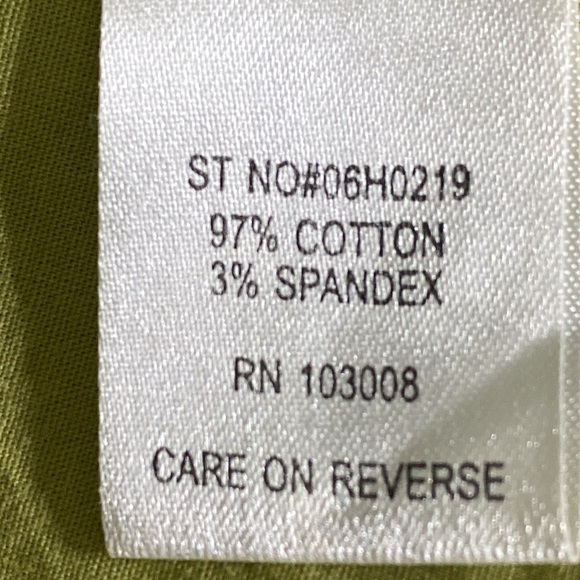 ST NO#06H0219
97% COTTON
3% SPANDEX
RN 103008
CARE ON REVERSE